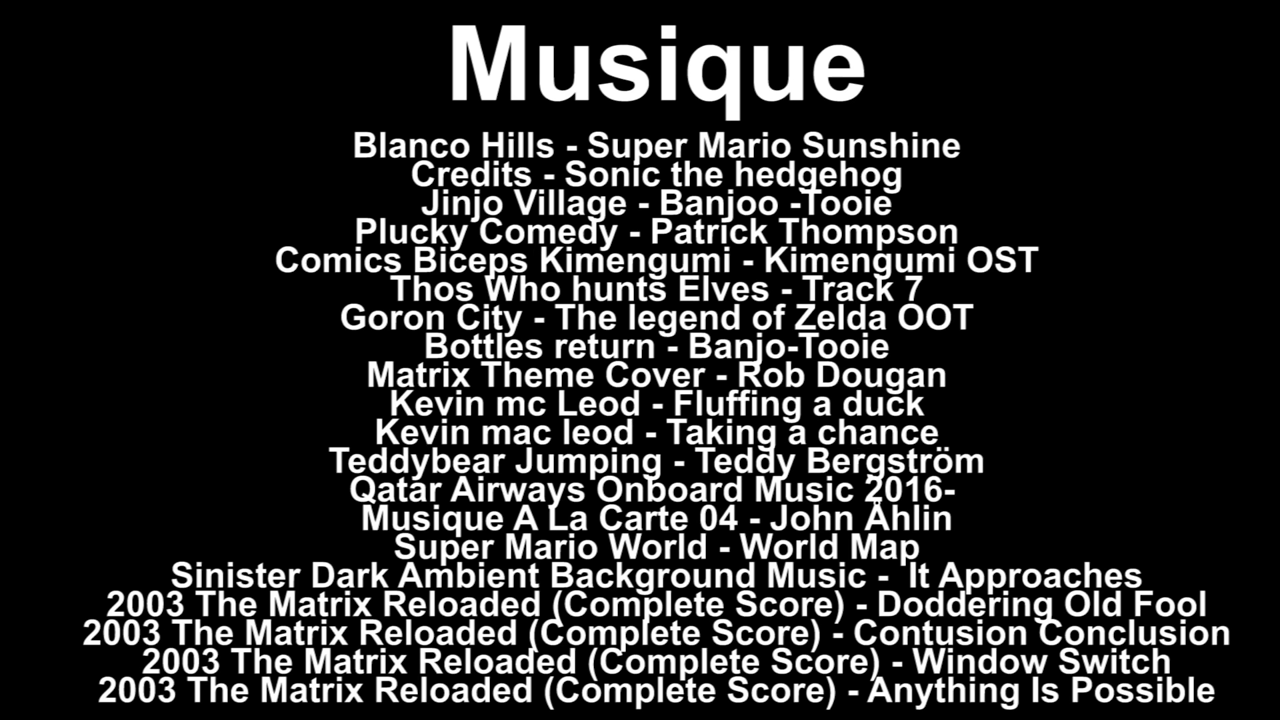 Musique
Blanco Hills - Super Mario Sunshine
Credits - Sonic the hedgehog
Jinjo Village - Banjoo -Tooie
Plucky Comedy - Patrick Thompson
Comics Biceps Kimengumi - Kimengumi OST
Thos Who hunts Elves - Track 7
Goron City - The legend of Zelda OOT
Bottles return - Banjo-Tooie
Matrix Theme Cover - Rob Dougan
Kevin mc Leod - Fluffing a duck
Kevin mac leod - Taking a chance
Teddybear Jumping - Teddy Bergström
Qatar Airways Onboard Music 2016-
Musique A La Carte 04 - John Åhlin
Super Mario World - World Map
Sinister Dark Ambient Background Music -  It Approaches
2003 The Matrix Reloaded (Complete Score) - Doddering Old Fool
2003 The Matrix Reloaded (Complete Score) - Contusion Conclusion
2003 The Matrix Reloaded (Complete Score) - Window Switch
2003 The Matrix Reloaded (Complete Score) - Anything Is Possible